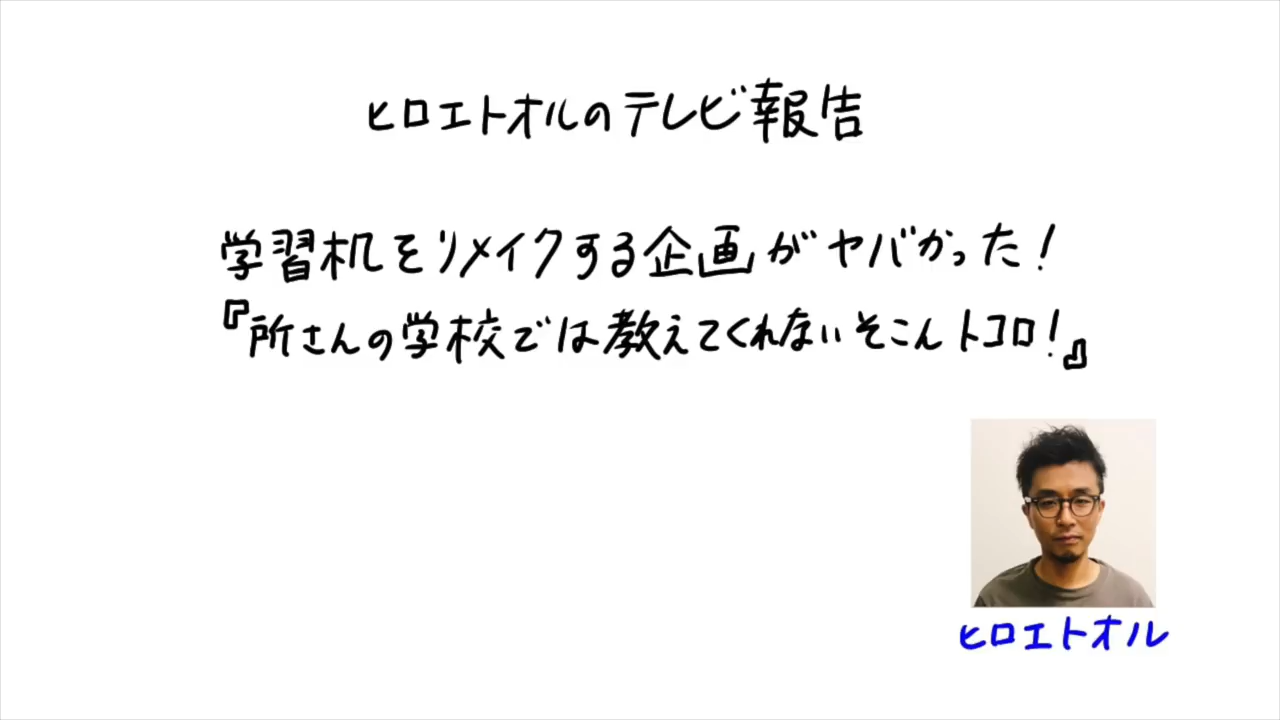 ヒロエトオルのテレビ報告
学習机をリメイクする企画がヤバかった！
『所さんの学校では教えてくれないそこんトコロ！』
ヒロエトオル